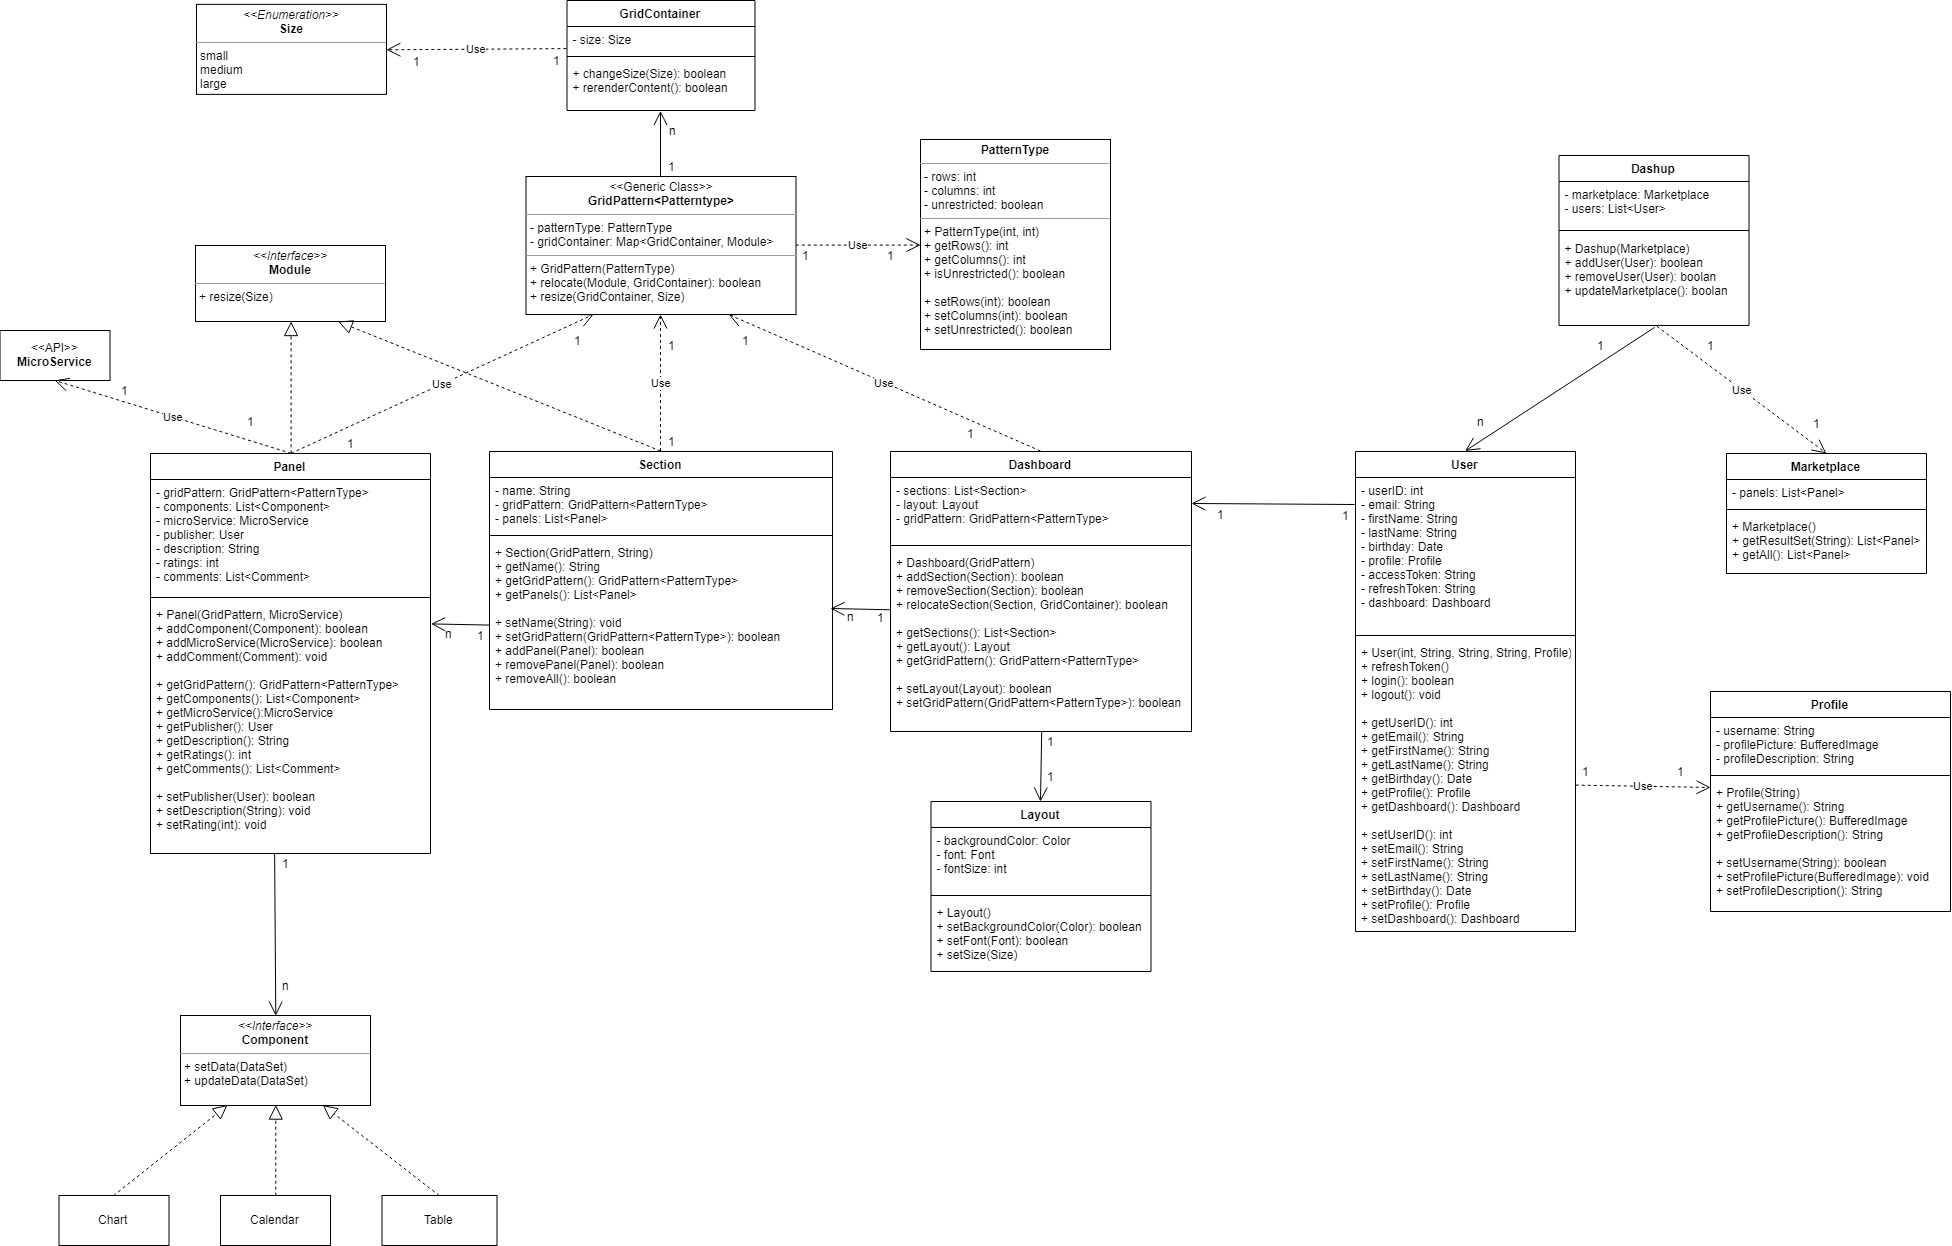 <<Enumeration>>
Size
small
medium
large
Use
1
1
GridContainer
- size: Size
+ changeSize(Size): boolean
+ rerenderContent(): boolean
n
1
<<Generic Class>>
GridPattern<Patterntype>
- patternType: PatternType
- gridContainer: Map<GridContainer, Module>
+ GridPattern(PatternType)
+ relocate(Module, GridContainer): boolean
+ resize(GridContainer, Size)
Use
1
1
PatternType
- rows: int
- columns: int
- unrestricted: boolean
+ PatternType(int, int)
+ getRows(): int
+ getColumns(): int
+ isUnrestricted(): boolean
+ setRows(int): boolean
+ setColumns(int): boolean
+ setUnrestricted(): boolean
Dashup
- marketplace: Marketplace
- users: List<User>
+ Dashup(Marketplace)
+ addUser(User): boolean
+ removeUser(User): boolan
+ updateMarketplace(): boolan
<<Interface>>
Module
+ resize(Size)
<<API>>
MicroService
1
Use
1
1
Use
1
1
Use
1
1
Use
1
1
n
1
Use
1
Panel
- gridPattern: GridPattern<PatternType>
- components: List<Component>
- microService: MicroService
- publisher: User
- description: String
- ratings: int
- comments: List<Comment>
+ Panel(GridPattern, MicroService)
+ addComponent(Component): boolean
+ addMicroService(MicroService): boolean
+ addComment(Comment): void
+ getGridPattern(): GridPattern<PatternType>
+ getComponents(): List<Component>
+ getMicroService():MicroService
+ getPublisher(): User
+ getDescription(): String
+ getRatings(): int
+ getComments(): List<Comment>
+ setPublisher(User): boolean
+ setDescription(String): void
+ setRating(int): void
n
1
Section
- name: String
- gridPattern: GridPattern<PatternType>
- panels: List<Panel>
+ Section(GridPattern, String)
+ getName(): String
+ getGridPattern(): GridPattern<PatternType>
+ getPanels(): List<Panel>
+ setName(String): void
+ setGridPattern(GridPattern<PatternType>): boolean
+ addPanel(Panel): boolean
+ removePanel(Panel): boolean
+ removeAll(): boolean
n
1
Dashboard
- sections: List<Section>
- layout: Layout
- gridPattern: GridPattern<PatternType>
+ Dashboard(GridPattern)
+ addSection(Section): boolean
+ removeSection(Section): boolean
+ relocateSection(Section, GridContainer): boolean
+ getSections(): List<Section>
+ getLayout(): Layout
+ getGridPattern(): GridPattern<PatternType>
+ setLayout(Layout): boolean
+ setGridPattern(GridPattern<PatternType>): boolean
1
1
User
- userID: int
- email: String
- firstName: String
- lastName: String
- birthday: Date
- profile: Profile
- accessToken: String
- refreshToken: String
- dashboard: Dashboard
+ User(int, String, String, String, Profile)
+ refreshToken()
+ login(): boolean
+ logout(): void
+ getUserID(): int
+ getEmail(): String
+ getFirstName(): String
+ getLastName(): String
+ getBirthday(): Date
+ getProfile(): Profile
+ getDashboard(): Dashboard
+ setUserID(): int
+ setEmail(): String
+ setFirstName(): String
+ setLastName(): String
+ setBirthday(): Date
+ setProfile(): Profile
+ setDashboard(): Dashboard
Marketplace
- panels: List<Panel>
+ Marketplace()
+ getResultSet(String): List<Panel>
+ getAll(): List<Panel>
1
Use
1
Profile
- username: String
- profilePicture: BufferedImage
- profileDescription: String
+ Profile(String)
+ getUsername(): String
+ getProfilePicture(): BufferedImage
+ getProfileDescription(): String
+ setUsername(String): boolean
+ setProfilePicture(BufferedImage): void
+ setProfileDescription(): String
1
1
Layout
- backgroundColor: Color
- font: Font
- fontSize: int
+ Layout()
+ setBackgroundColor(Color): boolean
+ setFont(Font): boolean
+ setSize(Size)
1
n
<<Interface>>
Component
+ setData(DataSet)
+ updateData(DataSet)
Chart
Calendar
Table